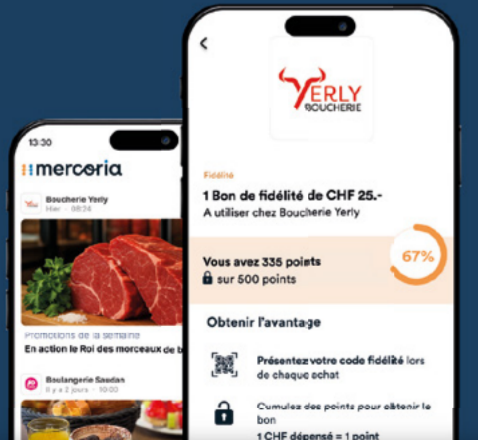 13:30
mercoria
Boucherie Yerly
Hier - 08:24
Promotions de la semaine
En action le Roi des morceaux de b
Boulangerie Saudan
Il y a 2 jours - 10:00
YERLY
BOUCHERIE
Fidélité
1 Bon de fidélité de CHF 25.-
A utiliser chez Boucherie Yerly
Vous avez 335 points
sur 500 points
67%
Obtenir l'avantage
Présentez votre code fidélité lors
de chaque achat
Cumulez des points pour obtenir le
bon
1 CHF dépensé = 1 point